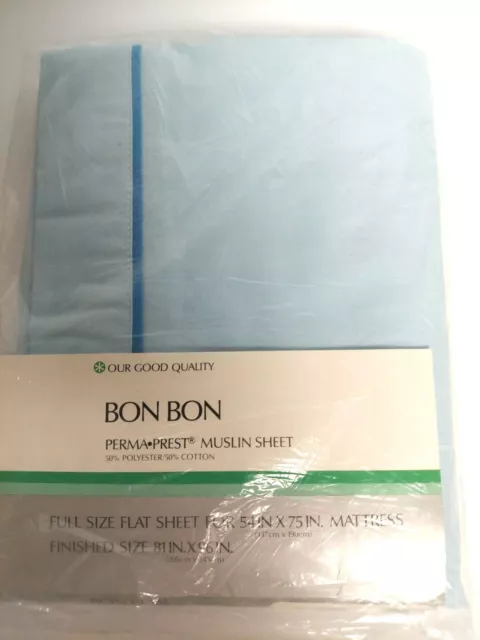 OUR GOOD QUALITY
BON BON
PERMA•PREST® MUSLIN SHEET
50% POLYESTER/50% COTTON
FULL SIZE FLAT SHEET FOR 54 IN. X 75 IN. MATTRESS
FINISHED SIZE 81 IN. X 96 IN.